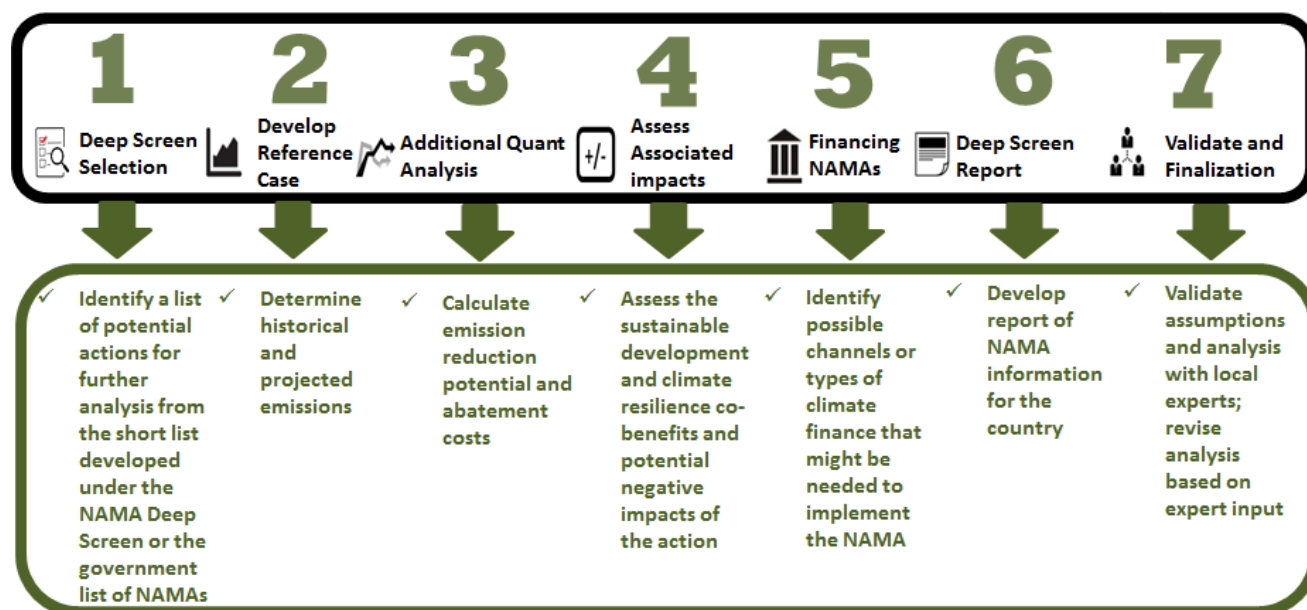 1
Deep Screen
Selection
2
Develop
Reference
Case
3
Additional Quant
Analysis
4
+/-
Assess
Associated
impacts
5
Financing
NAMAs
6
Deep Screen
Report
7
Validate and
Finalization
✓ Identify a list
of potential
actions for
further
analysis from
the short list
developed
under the
NAMA Deep
Screen or the
government
list of NAMAs
✓ Determine
historical
and
projected
emissions
✓ Calculate
emission
reduction
potential and
abatement
costs
✓ Assess the
sustainable
development
and climate
resilience co-
benefits and
potential
negative
impacts of
the action
✓ Identify
possible
channels or
types of
climate
finance that
might be
needed to
implement
the NAMA
✓ Develop
report of
NAMA
information
for the
country
✓ Validate
assumptions
and analysis
with local
experts;
revise
analysis
based on
expert input